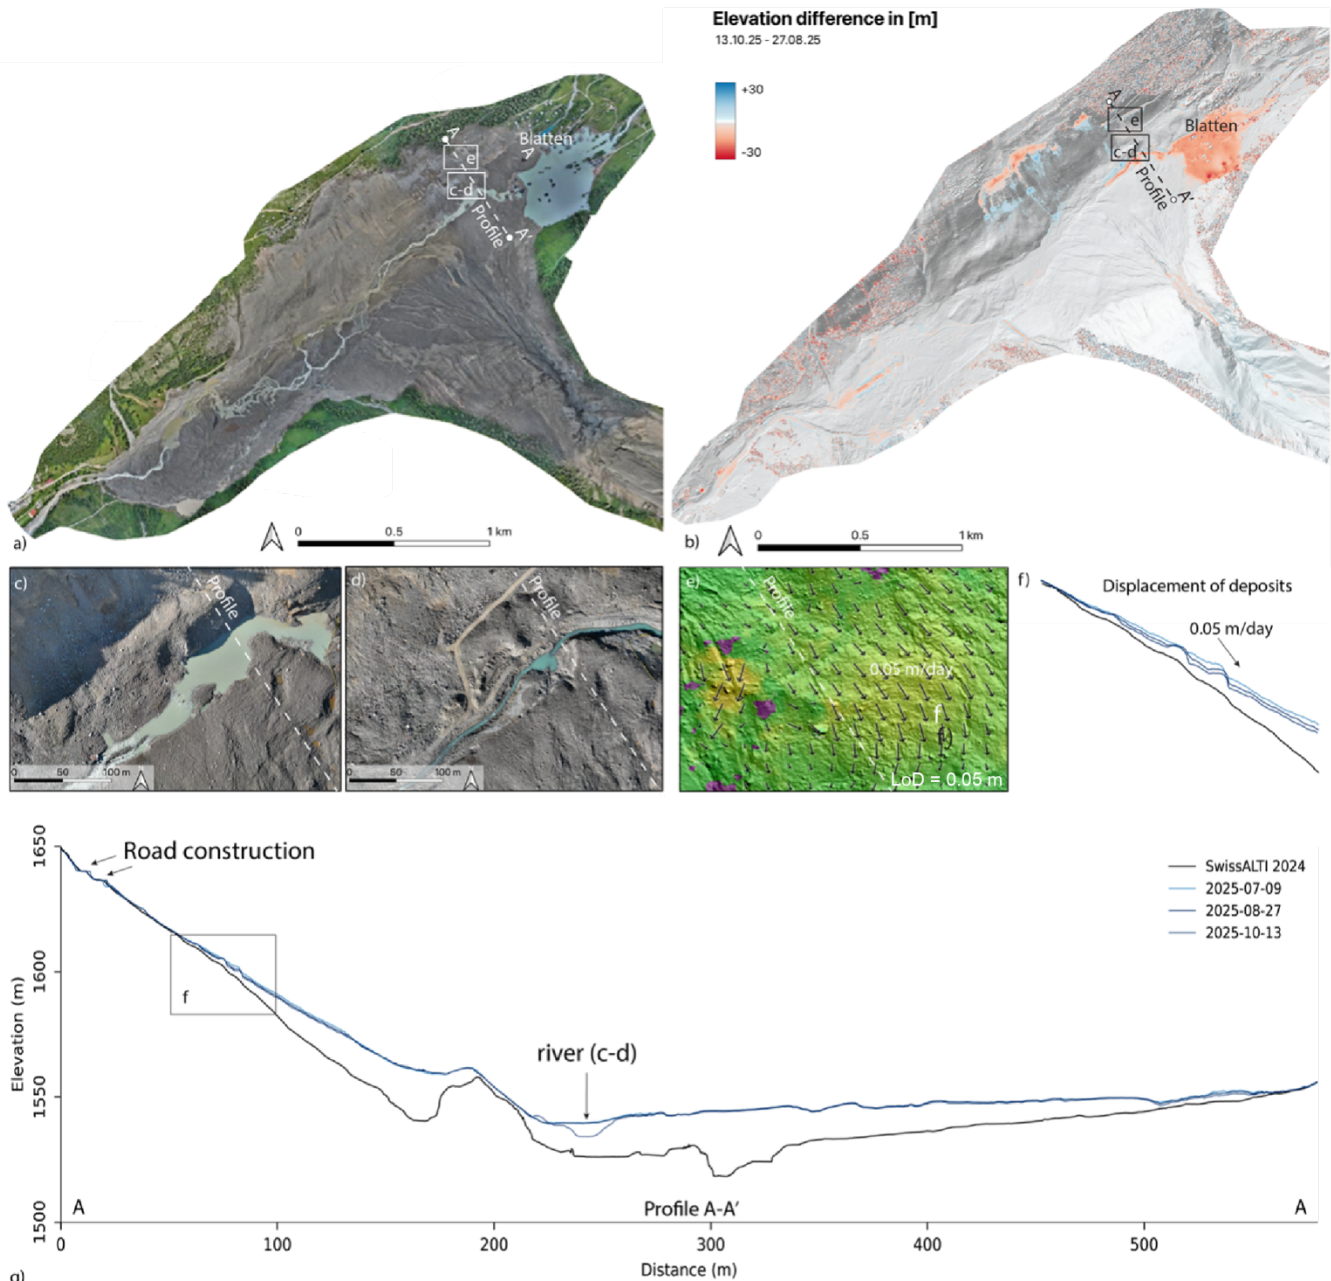 Elevation difference in [m]
13.10.25 - 27.08.25
+30
-30
A
e
c-d
Profile
A'
Blatten
A
a)
0 0.5 1 km
A
e
c-d
Profile
A'
Blatten
b)
0 0.5 1 km
c)
Profile
0 50 100 m
d)
Profile
0 50 100 m
e)
Profile
0.05 m/day
f
f)
LoD = 0.05 m
f)
Displacement of deposits
0.05 m/day
Road construction
SwissALTI 2024
2025-07-09
2025-08-27
2025-10-13
f
river (c-d)
A
Profile A-A'
A
Elevation (m)
1650
1600
1550
1500
0 100 200 300 400 500
Distance (m)
g)